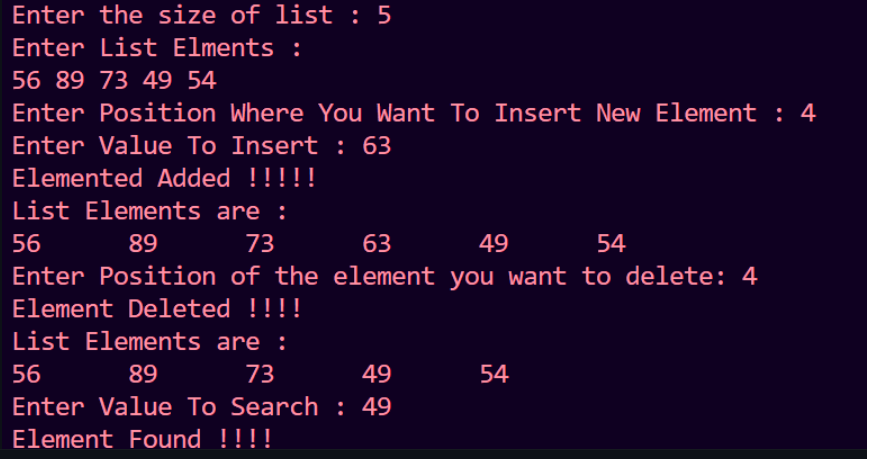 Enter the size of list : 5
Enter List Elments :
56 89 73 49 54
Enter Position Where You Want To Insert New Element : 4
Enter Value To Insert : 63
Elemented Added !!!!!
List Elements are :
56 89 73 63 49 54
Enter Position of the element you want to delete: 4
Element Deleted !!!!
List Elements are :
56 89 73 49 54
Enter Value To Search : 49
Element Found !!!!